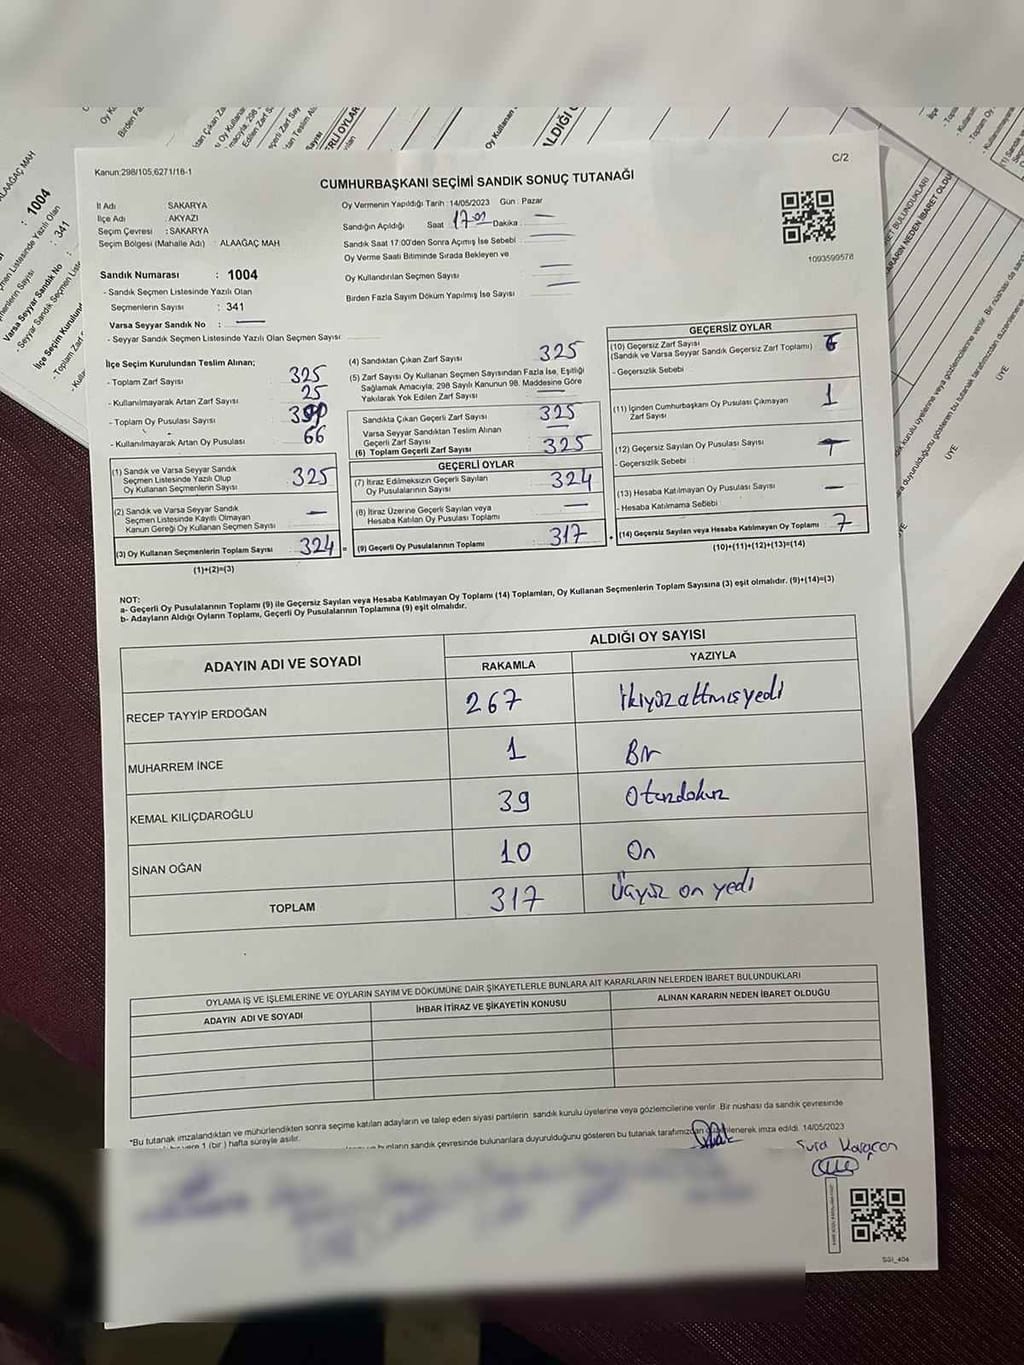 C/2
Kanun:298/105,6271/18-1
CUMHURBAŞKANI SEÇİMİ SANDIK SONUÇ TUTANAĞI
İl Adı : SAKARYA
İlçe Adı : AKYAZI
Seçim Çevresi : SAKARYA
Seçim Bölgesi (Mahalle Adı) : ALAAĞAÇ MAH
Sandık Numarası : 1004
- Sandık Seçmen Listesinde Yazılı Olan
Seçmenlerin Sayısı : 341
Varsa Seyyar Sandık No :
- Seyyar Sandık Seçmen Listesinde Yazılı Olan Seçmen Sayısı
Oy Vermenin Yapıldığı Tarih : 14/05/2023 Gün : Pazar
Sandığın Açıldığı Saat 17.01 Dakika
Sandık Saat 17:00'den Sonra Açımış İse Sebebi
Oy Verme Saati Bitiminde Sırada Bekleyen ve
Oy Kullandırılan Seçmen Sayısı
Birden Fazla Sayım Döküm Yapılmış İse Sayısı
1093590578
İlçe Seçim Kurulundan Teslim Alınan;
- Toplam Zarf Sayısı 325
- Kullanılmayarak Artan Zarf Sayısı 25
- Toplam Oy Pusulası Sayısı
- Kullanılmayarak Artan Oy Pusulası 66
(1) Sandık ve Varsa Seyyar Sandık
Seçmen Listesinde Yazılı Olup
Oy Kullanan Seçmenlerin Sayısı 325
(2) Sandık ve Varsa Seyyar Sandık
Seçmen Listesinde Kayıtlı Olmayan
Kanun Gereği Oy Kullanan Seçmen Sayısı —
(3) Oy Kullanan Seçmenlerin Toplam Sayısı 324 =
(1)+(2)=(3)
(4) Sandıktan Çıkan Zarf Sayısı 325
(5) Zarf Sayısı Oy Kullanan Seçmen Sayısından Fazla İse, Eşitliği
Sağlamak Amacıyla; 298 Sayılı Kanunun 98. Maddesine Göre
Yakılarak Yok Edilen Zarf Sayısı —
Sandıkta Çıkan Geçerli Zarf Sayısı 325
Varsa Seyyar Sandıktan Teslim Alınan
Geçerli Zarf Sayısı —
(6) Toplam Geçerli Zarf Sayısı 325
GEÇERLİ OYLAR
(7) İtiraz Edilmeksizin Geçerli Sayılan
Oy Pusulalarının Sayısı 324
(8) İtiraz Üzerine Geçerli Sayılan veya
Hesaba Katılan Oy Pusulası Toplamı —
(9) Geçerli Oy Pusulalarının Toplamı 317 +
GEÇERSİZ OYLAR
(10) Geçersiz Zarf Sayısı
(Sandık ve Varsa Seyyar Sandık Geçersiz Zarf Toplamı) 6
- Geçersizlik Sebebi
(11) İçinden Cumhurbaşkanı Oy Pusulası Çıkmayan
Zarf Sayısı 1
(12) Geçersiz Sayılan Oy Pusulası Sayısı
- Geçersizlik Sebebi
(13) Hesaba Katılmayan Oy Pusulası Sayısı —
- Hesaba Katılmama Sebebi
(14) Geçersiz Sayılan veya Hesaba Katılmayan Oy Toplamı 7
(10)+(11)+(12)+(13)=(14)
NOT:
a- Geçerli Oy Pusulalarının Toplamı (9) ile Geçersiz Sayılan veya Hesaba Katılmayan Oy Toplamı (14) Toplamları, Oy Kullanan Seçmenlerin Toplam Sayısına (3) eşit olmalıdır. (9)+(14)=(3)
b- Adayların Aldığı Oyların Toplamı, Geçerli Oy Pusulalarının Toplamına (9) eşit olmalıdır.
ADAYIN ADI VE SOYADI
ALDIĞI OY SAYISI
RAKAMLA YAZIYLA
RECEP TAYYİP ERDOĞAN 267 İkiyüzaltmışyedi
MUHARREM İNCE 1 Bir
KEMAL KILIÇDAROĞLU 39 Otuzdokuz
SİNAN OĞAN 10 On
TOPLAM 317 Üçyüz on yedi
OYLAMA İŞ VE İŞLEMLERİNE VE OYLARIN SAYIM VE DÖKÜMÜNE DAİR ŞİKAYETLERLE BUNLARA AİT KARARLARIN NELERDEN İBARET BULUNDUKLARI
ADAYIN ADI VE SOYADI İHBAR İTİRAZ VE ŞİKAYETİN KONUSU ALINAN KARARIN NEDEN İBARET OLDUĞU
*Bu tutanak imzalandıktan ve mühürlendikten sonra seçime katılan adayların ve talep eden siyasi partilerin sandık kurulu üyelerine veya gözlemcilerine verilir. Bir nüshası da sandık çevresinde
1 (bir) hafta süreyle asılır.
bunların sandık çevresinde bulunanlara duyurulduğunu gösteren bu tutanak tarafımızdan düzenlenerek imza edildi. 14/05/2023
SGİ_404